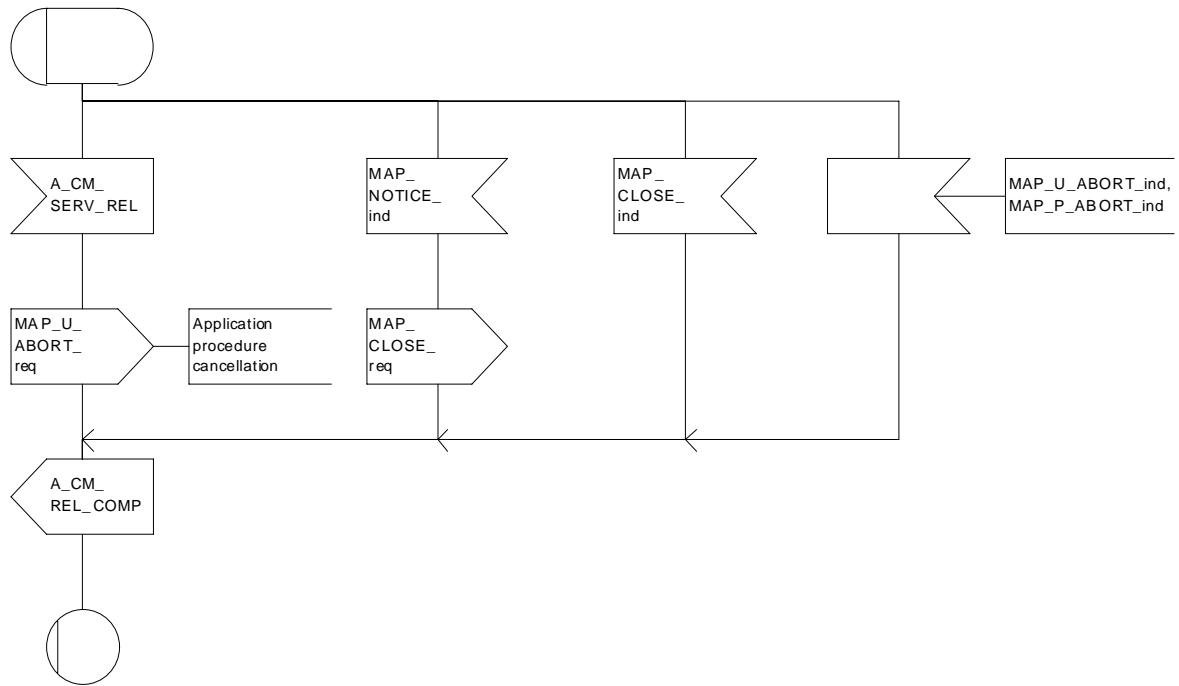 A_CM_
SERV_REL
MAP_
NOTICE_
ind
MAP_
CLOSE_
ind
MAP_U_ABORT_ind,
MAP_P_ABORT_ind
MAP_U_
ABORT_
req
Application
procedure
cancellation
MAP_
CLOSE_
req
A_CM_
REL_COMP